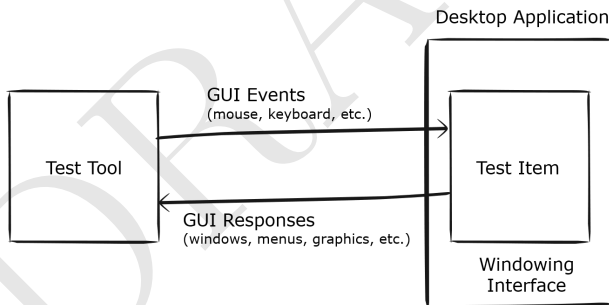 Desktop Application
GUI Events
(mouse, keyboard, etc.)
Test Tool
Test Item
GUI Responses
(windows, menus, graphics, etc.)
Windowing
Interface